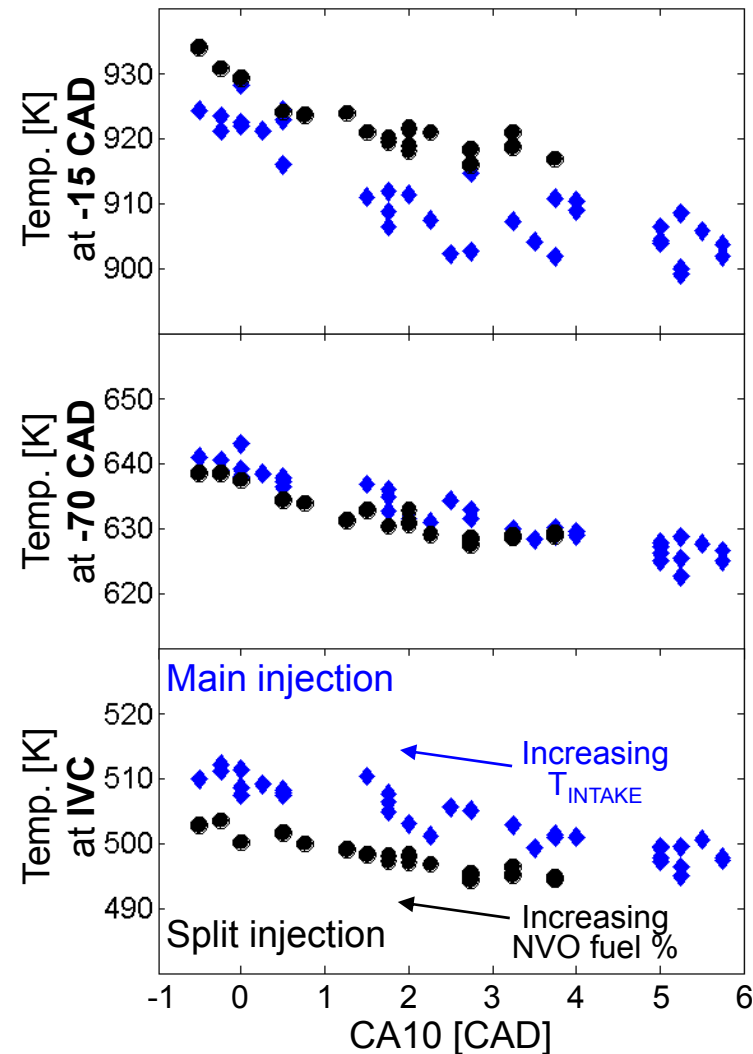 930
920
910
900
Temp. [K]
at -15 CAD
650
640
630
620
Temp. [K]
at -70 CAD
Main injection
520
510
500
490
Temp. [K]
at IVC
Increasing
TINTAKE
Increasing
NVO fuel %
Split injection
-1 0 1 2 3 4 5 6
CA10 [CAD]